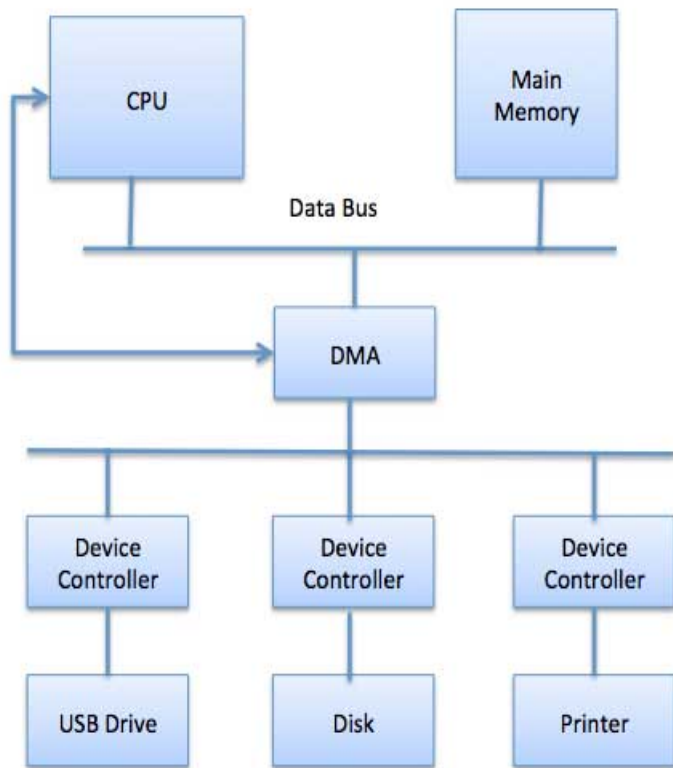 CPU
Main
Memory
Data Bus
DMA
Device
Controller
Device
Controller
Device
Controller
USB Drive
Disk
Printer